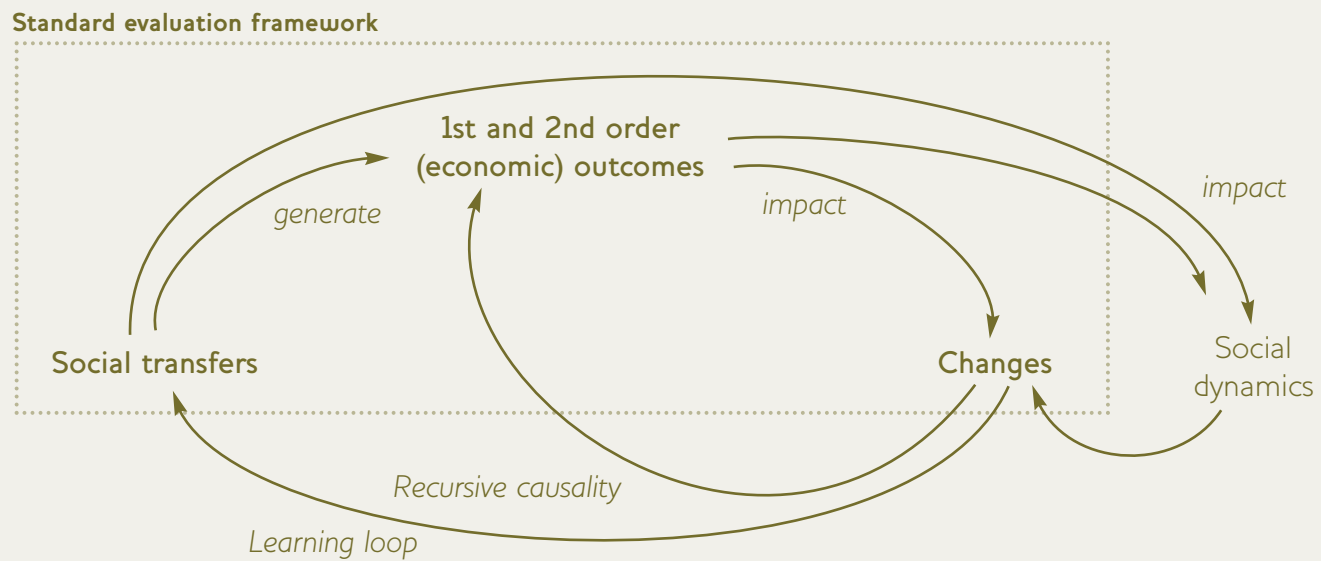 Standard evaluation framework
1st and 2nd order
(economic) outcomes
generate
impact
impact
Social transfers
Changes
Social
dynamics
Recursive causality
Learning loop